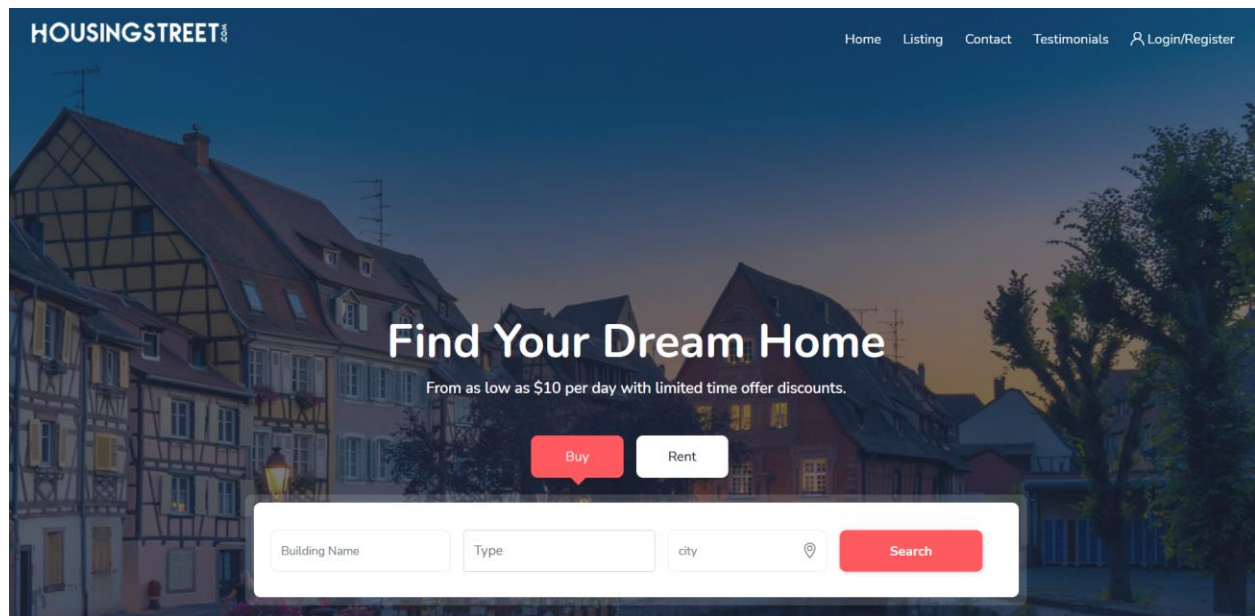 HOUSINGSTREET.COM
Home Listing Contact Testimonials Login/Register
Find Your Dream Home
From as low as $10 per day with limited time offer discounts.
Buy Rent
Building Name Type city Search